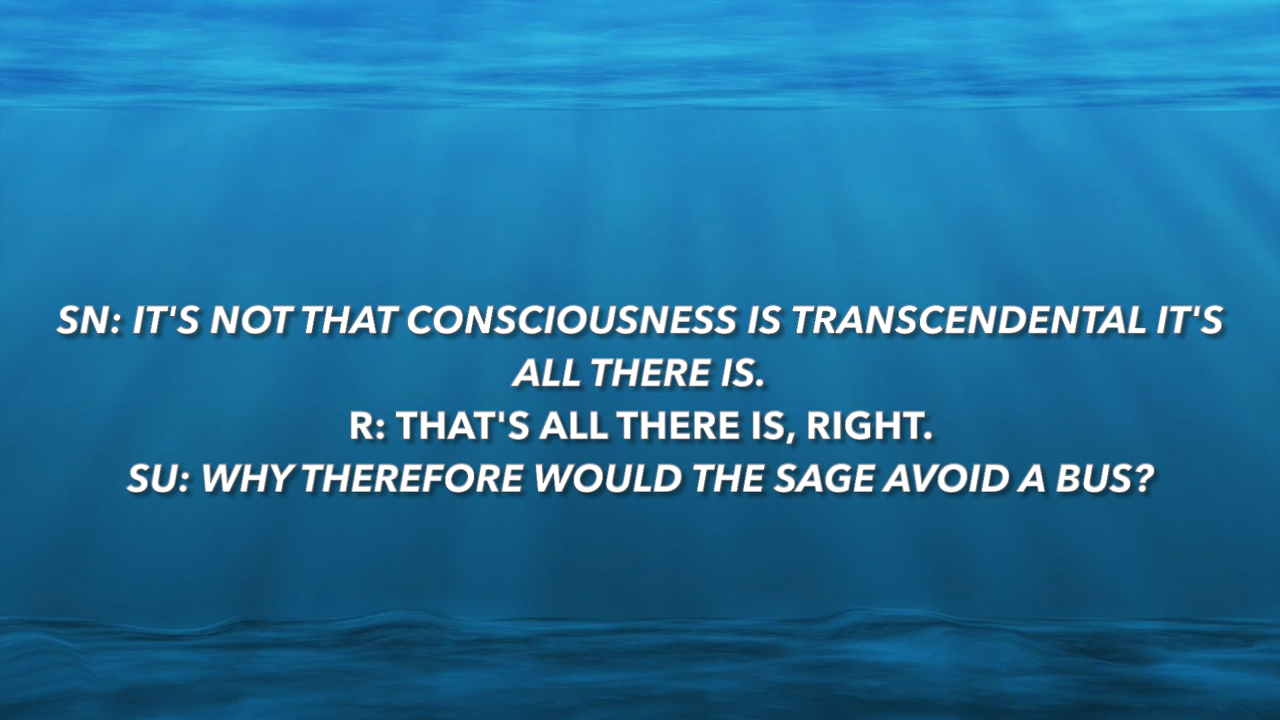 SN: IT'S NOT THAT CONSCIOUSNESS IS TRANSCENDENTAL IT'S
ALL THERE IS.
R: THAT'S ALL THERE IS, RIGHT.
SU: WHY THEREFORE WOULD THE SAGE AVOID A BUS?